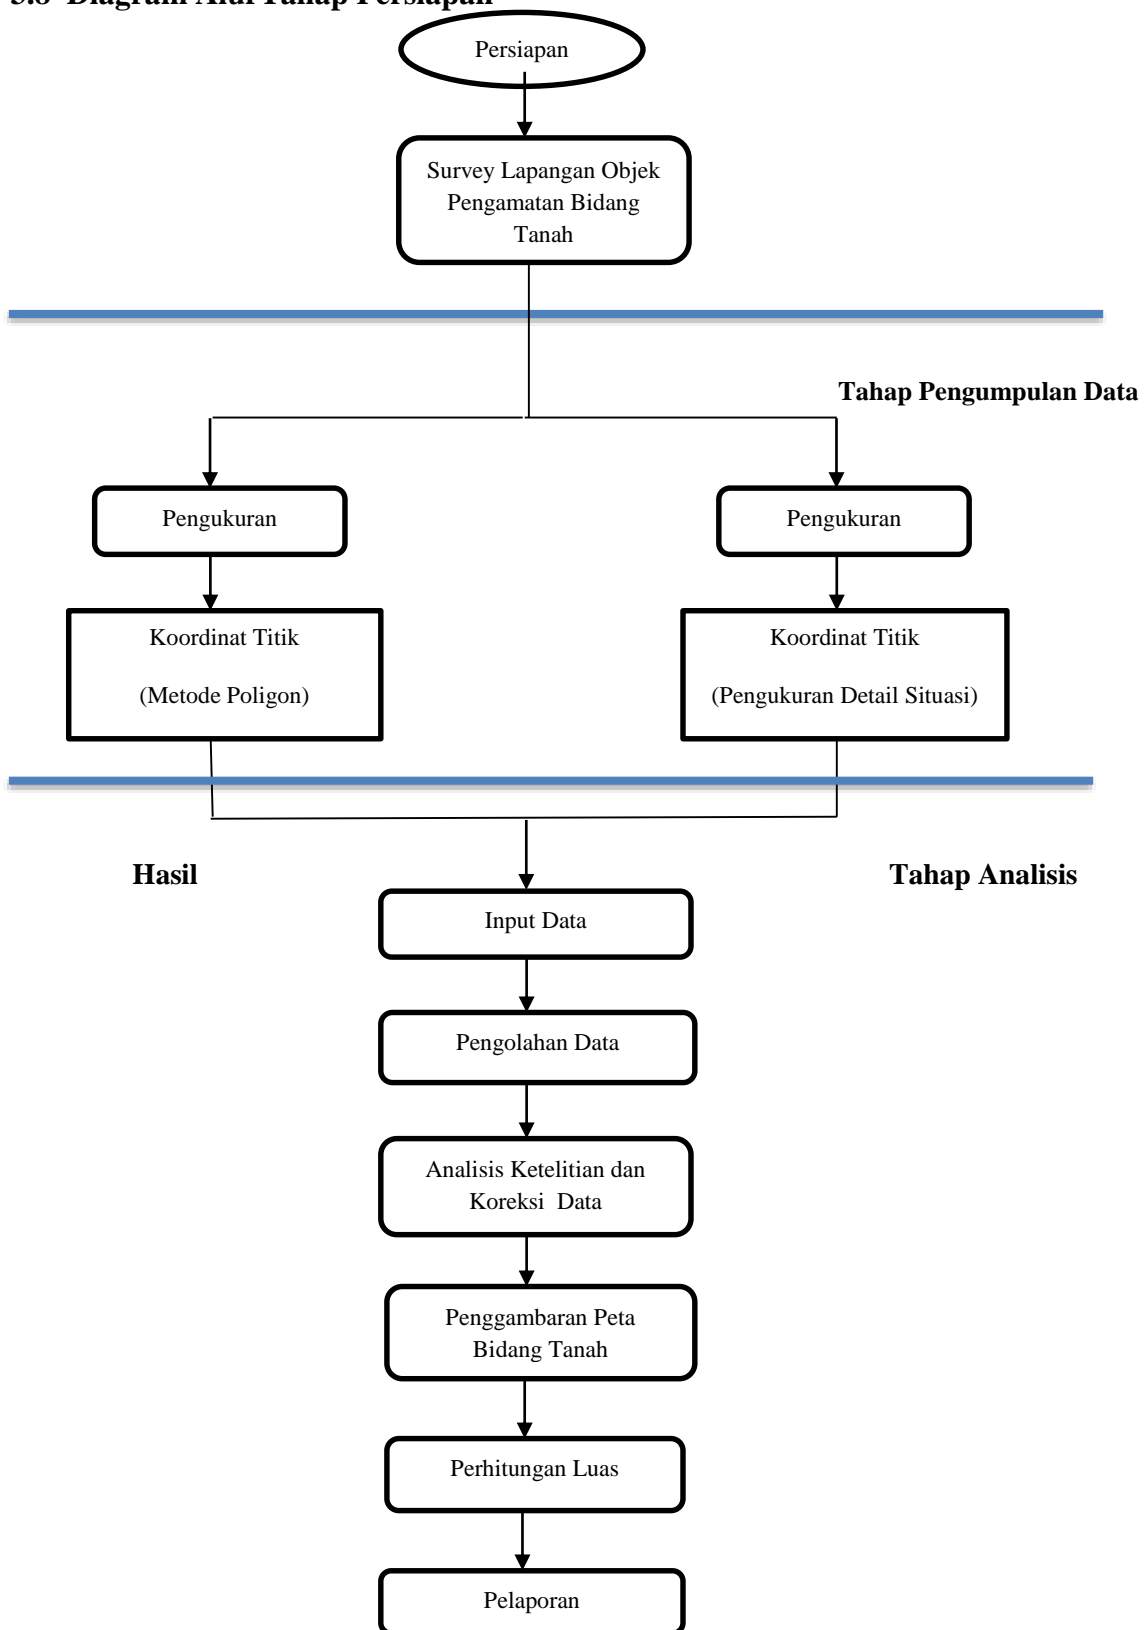 3.8 Diagram Alur Tahap Persiapan
Persiapan
Survey Lapangan Objek
Pengamatan Bidang
Tanah
Tahap Pengumpulan Data
Pengukuran
Pengukuran
Koordinat Titik
(Metode Poligon)
Koordinat Titik
(Pengukuran Detail Situasi)
Hasil
Tahap Analisis
Input Data
Pengolahan Data
Analisis Ketelitian dan
Koreksi Data
Penggambaran Peta
Bidang Tanah
Perhitungan Luas
Pelaporan